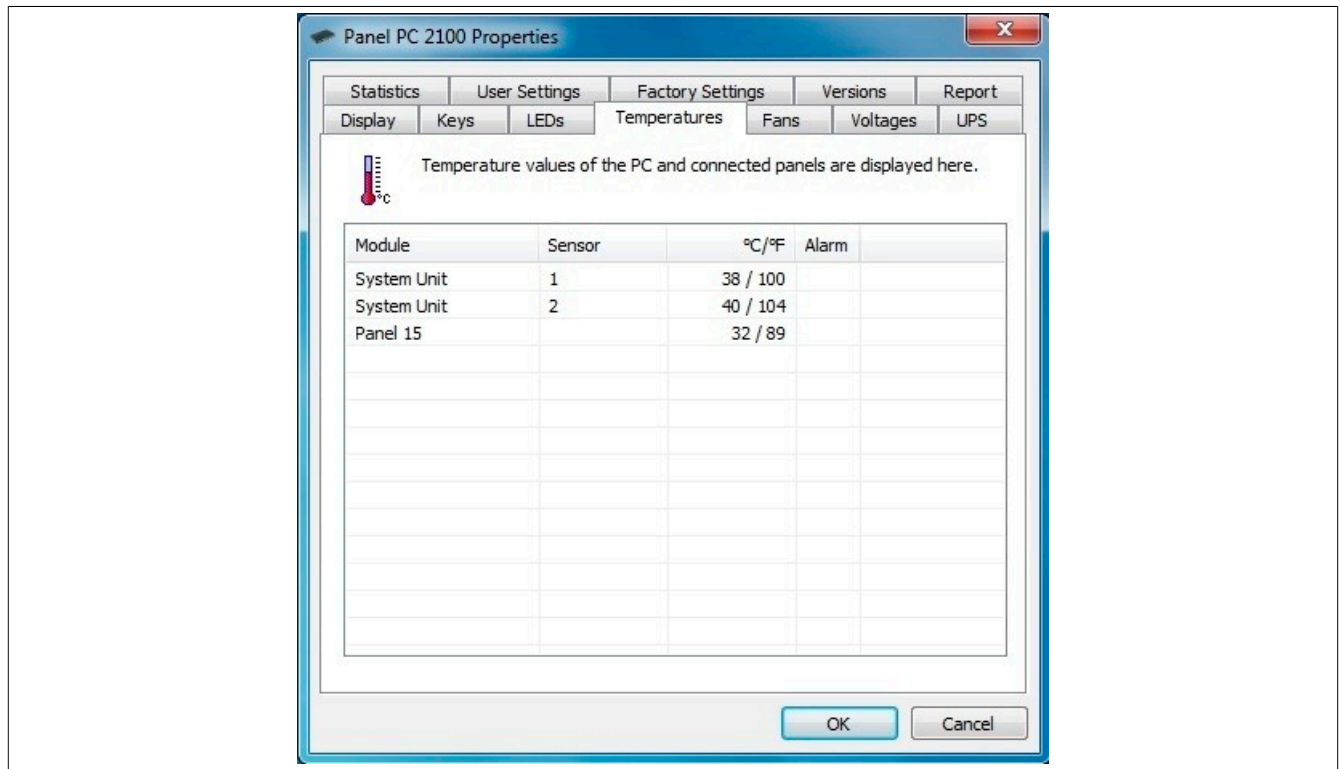 Panel PC 2100 Properties
Statistics User Settings Factory Settings Versions Report
Display Keys LEDs Temperatures Fans Voltages UPS
Temperature values of the PC and connected panels are displayed here.
°C
Module Sensor °C/°F Alarm
System Unit 1 38 / 100
System Unit 2 40 / 104
Panel 15 32 / 89
OK Cancel